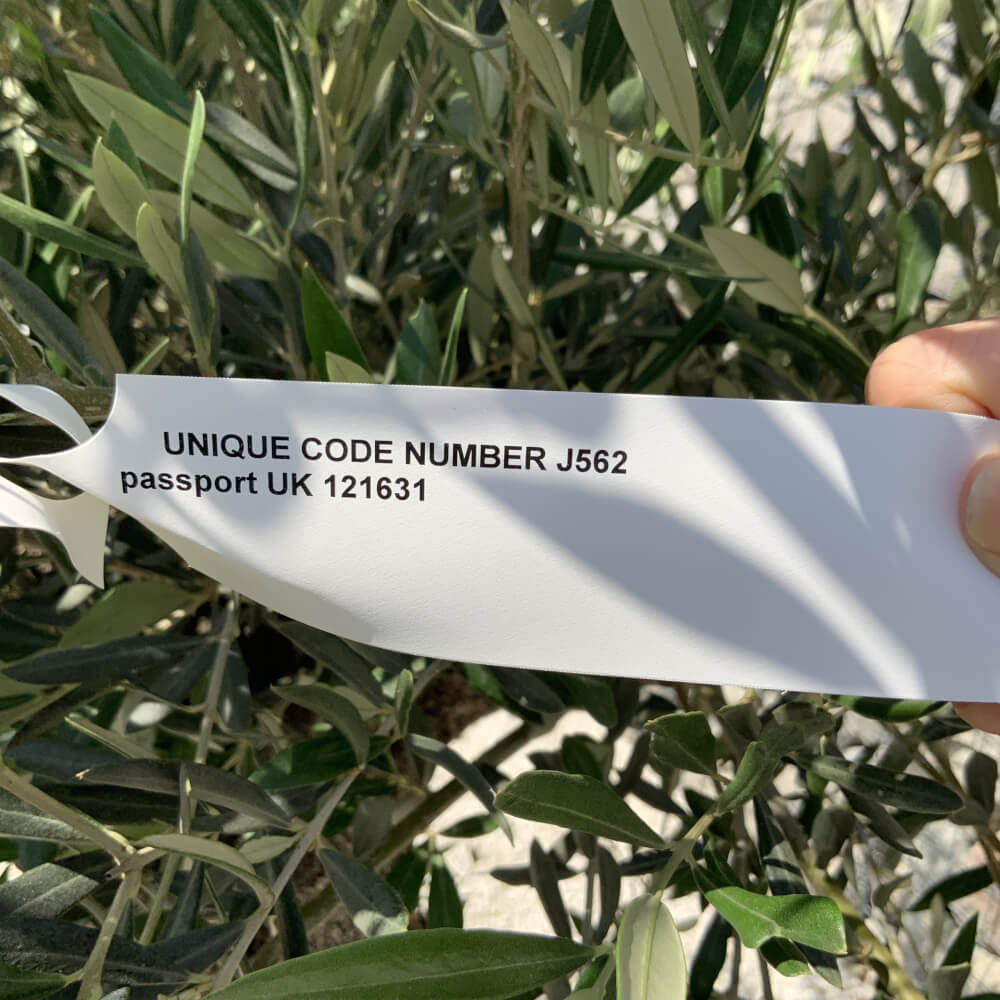 UNIQUE CODE NUMBER J562
passport UK 121631